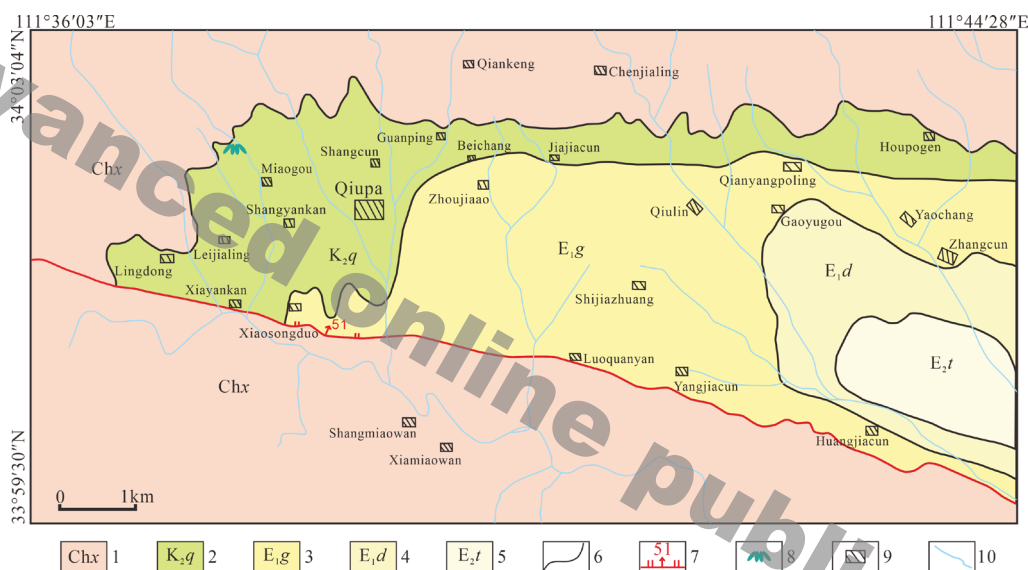 111°36′03″E 111°44′28″E
34°03′04″N
Qiankeng
Chenjialing
Guanping
Beichang
Jiajiacun
Houpogen
Shangcun
Chx
Miaogou
Qianyangpoling
Qiupa
Zhoujiaao
Shangyankan
Qiulin
Gaoyugou
Yaochang
Leijialing
K₂q
E₁g
Zhangcun
Lingdong
E₁d
Xiayankan
Shijiazhuang
51
Xiaosongduo
Luoquanyan
E₂t
Chx
Yangjiacun
Shangmiaowan
Huangjiacun
Xiamiaowan
33°59′30″N
0 1km
Chx 1 K₂q 2 E₁g 3 E₁d 4 E₂t 5 6 51 7 8 9 10
yanced online publi